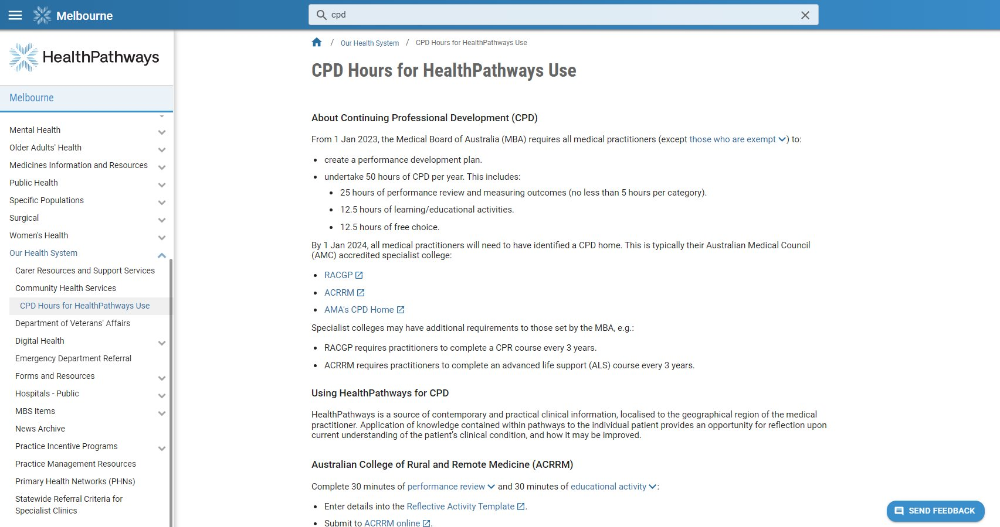 Melbourne
cpd
HealthPathways
Melbourne
Mental Health
Older Adults' Health
Medicines Information and Resources
Public Health
Specific Populations
Surgical
Women's Health
Our Health System
Carer Resources and Support Services
Community Health Services
CPD Hours for HealthPathways Use
Department of Veterans' Affairs
Digital Health
Emergency Department Referral
Forms and Resources
Hospitals - Public
MBS Items
News Archive
Practice Incentive Programs
Practice Management Resources
Primary Health Networks (PHNs)
Statewide Referral Criteria for
Specialist Clinics
/ Our Health System / CPD Hours for HealthPathways Use
CPD Hours for HealthPathways Use
About Continuing Professional Development (CPD)
From 1 Jan 2023, the Medical Board of Australia (MBA) requires all medical practitioners (except those who are exempt) to:
• create a performance development plan.
• undertake 50 hours of CPD per year. This includes:
• 25 hours of performance review and measuring outcomes (no less than 5 hours per category).
• 12.5 hours of learning/educational activities.
• 12.5 hours of free choice.
By 1 Jan 2024, all medical practitioners will need to have identified a CPD home. This is typically their Australian Medical Council
(AMC) accredited specialist college:
• RACGP
• ACRRM
• AMA's CPD Home
Specialist colleges may have additional requirements to those set by the MBA, e.g.:
• RACGP requires practitioners to complete a CPR course every 3 years.
• ACRRM requires practitioners to complete an advanced life support (ALS) course every 3 years.
Using HealthPathways for CPD
HealthPathways is a source of contemporary and practical clinical information, localised to the geographical region of the medical
practitioner. Application of knowledge contained within pathways to the individual patient provides an opportunity for reflection upon
current understanding of the patient’s clinical condition, and how it may be improved.
Australian College of Rural and Remote Medicine (ACRRM)
Complete 30 minutes of performance review and 30 minutes of educational activity:
• Enter details into the Reflective Activity Template.
• Submit to ACRRM online.
SEND FEEDBACK